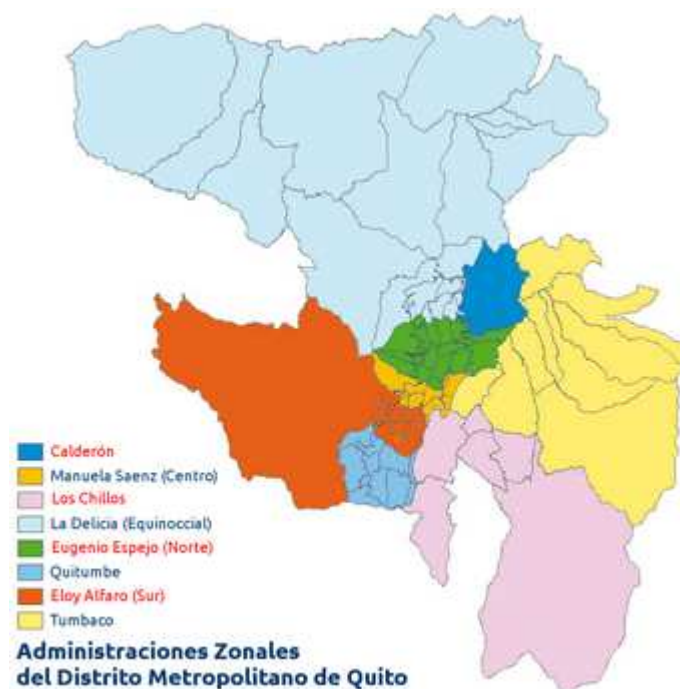 Calderón
Manuela Saenz (Centro)
Los Chillos
La Delicia (Equinoccial)
Eugenio Espejo (Norte)
Quitumbe
Eloy Alfaro (Sur)
Tumbaco
Administraciones Zonales
del Distrito Metropolitano de Quito